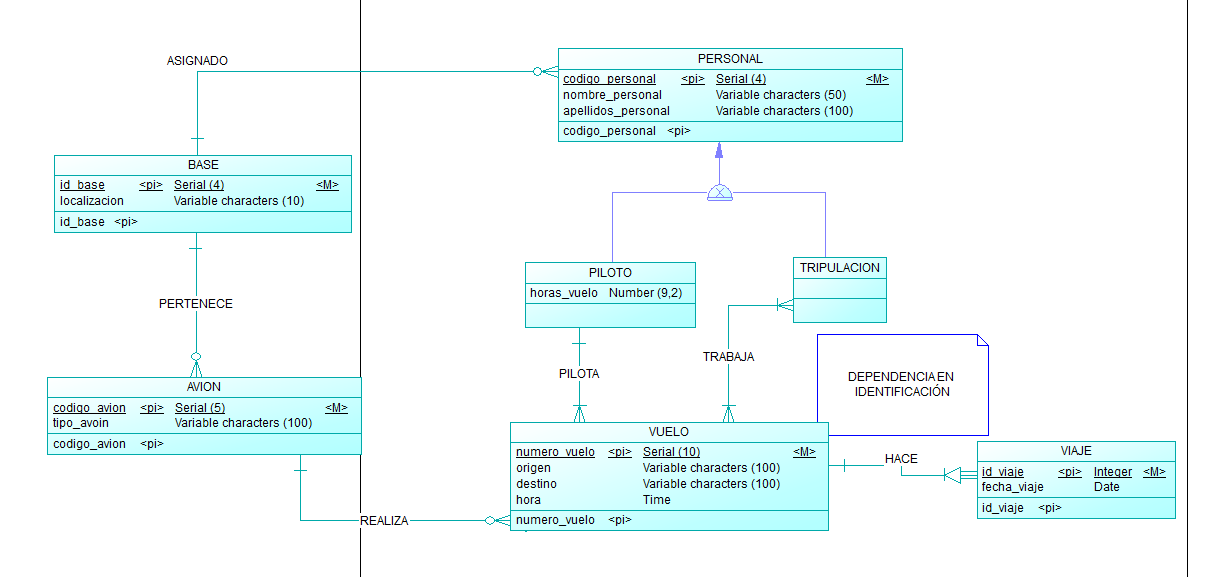 ASIGNADO
PERSONAL
codigo_personal <pi> Serial (4) <M>
nombre_personal Variable characters (50)
apellidos_personal Variable characters (100)
codigo_personal <pi>
BASE
id_base <pi> Serial (4) <M>
localizacion Variable characters (10)
id_base <pi>
PILOTO
horas_vuelo Number (9,2)
TRIPULACION
PERTENECE
TRABAJA
PILOTA
DEPENDENCIA EN
IDENTIFICACIÓN
AVION
codigo_avion <pi> Serial (5) <M>
tipo_avoin Variable characters (100)
codigo_avion <pi>
VUELO
numero_vuelo <pi> Serial (10) <M>
origen Variable characters (100)
destino Variable characters (100)
hora Time
numero_vuelo <pi>
HACE
VIAJE
id_viaje <pi> Integer <M>
fecha_viaje Date
id_viaje <pi>
REALIZA